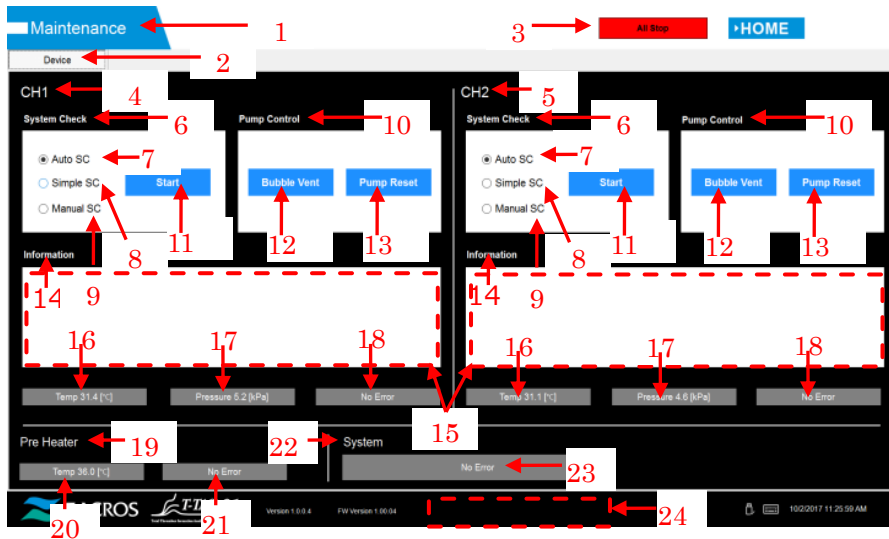 Maintenance 1 3 All Stop HOME
Device 2
CH1 4 CH2 5
System Check 6 Pump Control 10 System Check 6 Pump Control 10
Auto SC 7 Auto SC 7
Simple SC Start Bubble Vent Pump Reset Simple SC Start Bubble Vent Pump Reset
Manual SC Manual SC
8 11 12 13 8 11 12 13
Information Information
14 9 14 9
16 17 18 16 17 18
Temp 31.4 [℃] Pressure 5.2 [kPa] No Error Temp 31.1 [℃] Pressure 4.6 [kPa] No Error
15
Pre Heater 19 22 System
Temp 36.0 [℃] No Error No Error 23
20 21 Version 1.0.0.4 FW Version 1.00.04 24 10/2/2017 11:25:59 AM